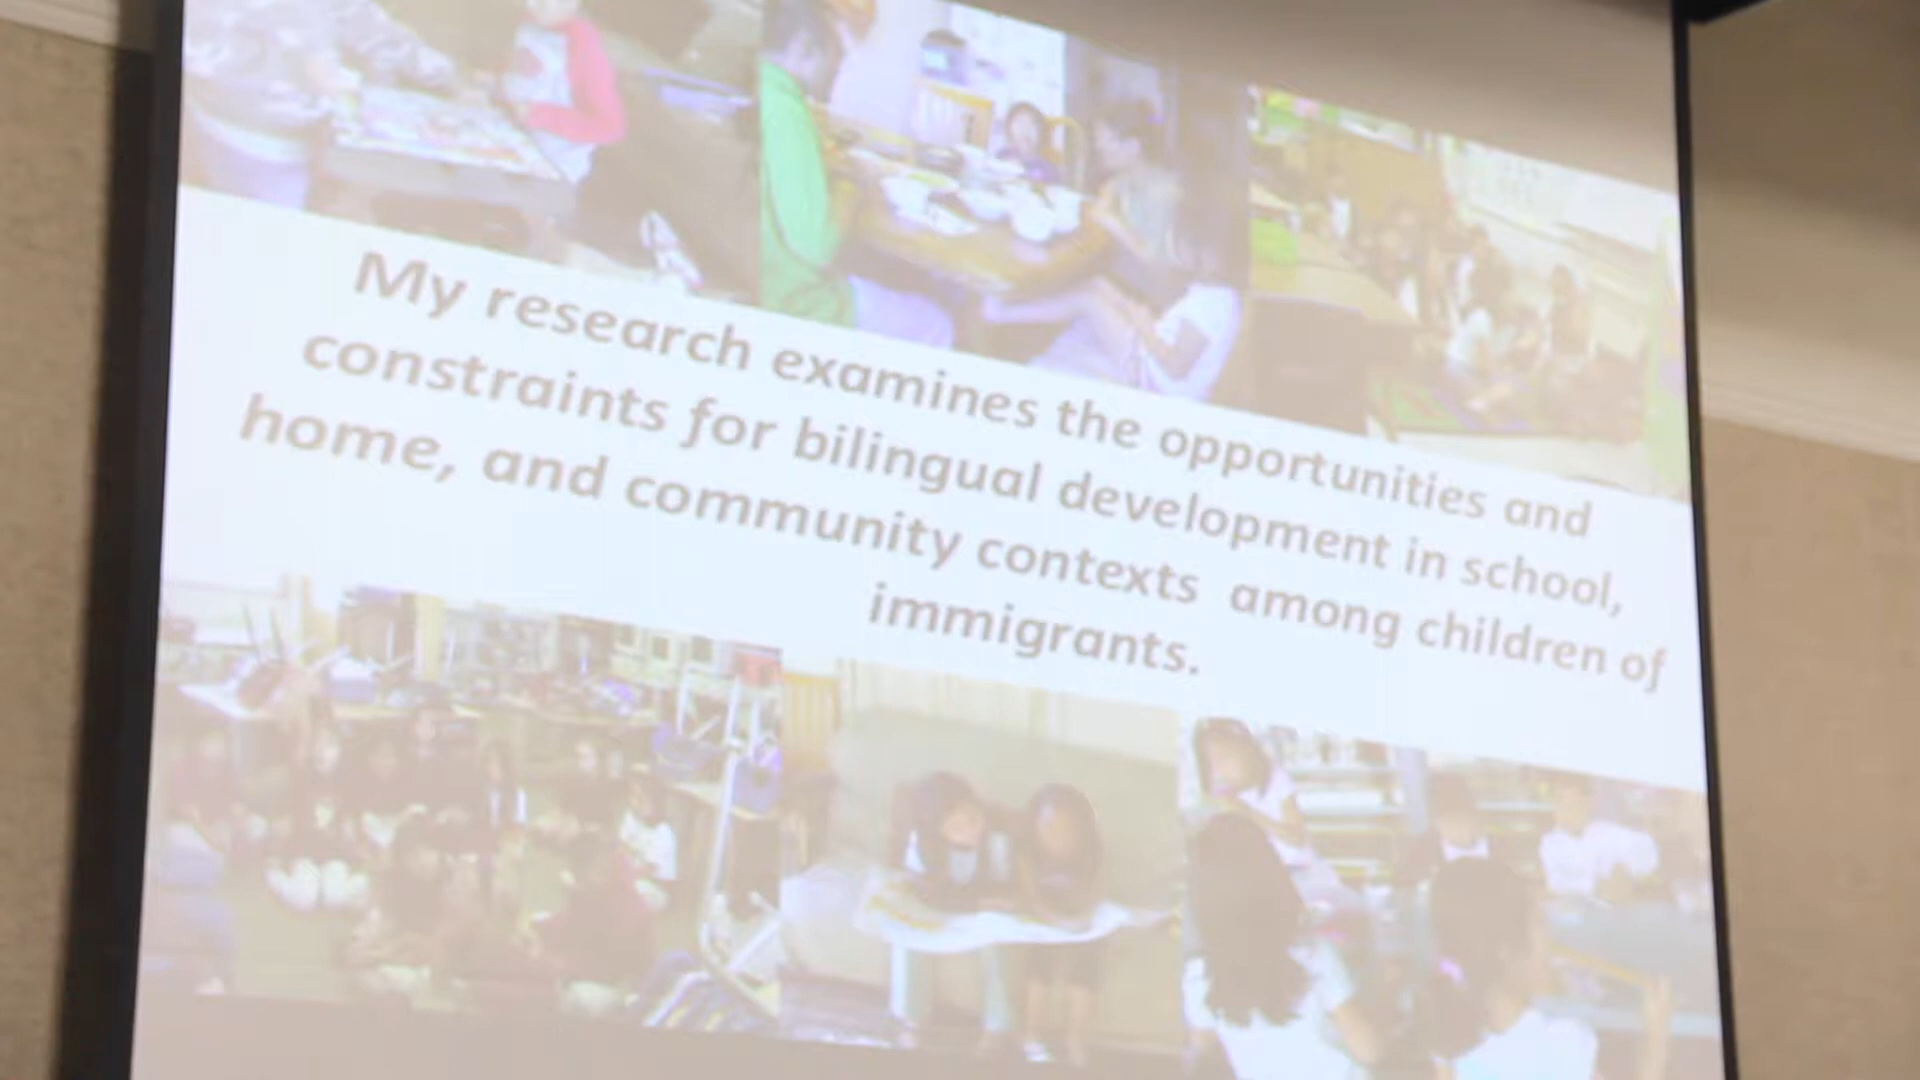 My research examines the opportunities and
constraints for bilingual development in school,
home, and community contexts among children of
immigrants.